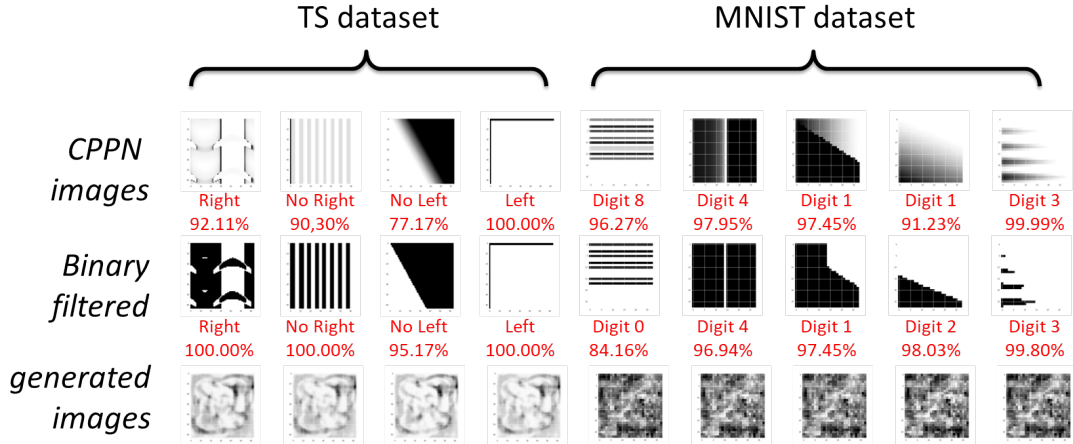 TS dataset MNIST dataset
CPPN images
Right No Right No Left Left Digit 8 Digit 4 Digit 1 Digit 1 Digit 3
92.11% 90,30% 77.17% 100.00% 96.27% 97.95% 97.45% 91.23% 99.99%
Binary filtered
Right No Right No Left Left Digit 0 Digit 4 Digit 1 Digit 2 Digit 3
100.00% 100.00% 95.17% 100.00% 84.16% 96.94% 97.45% 98.03% 99.80%
generated images